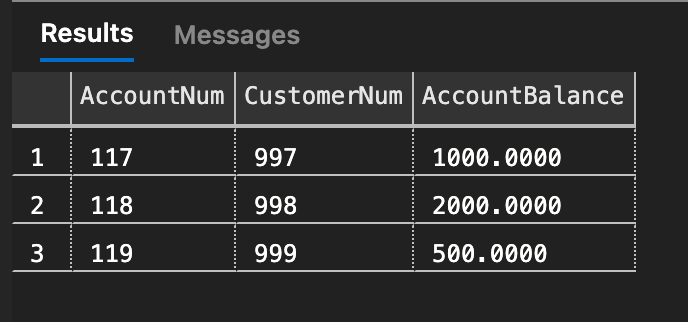 Results Messages
AccountNum CustomerNum AccountBalance
1 117 997 1000.0000
2 118 998 2000.0000
3 119 999 500.0000